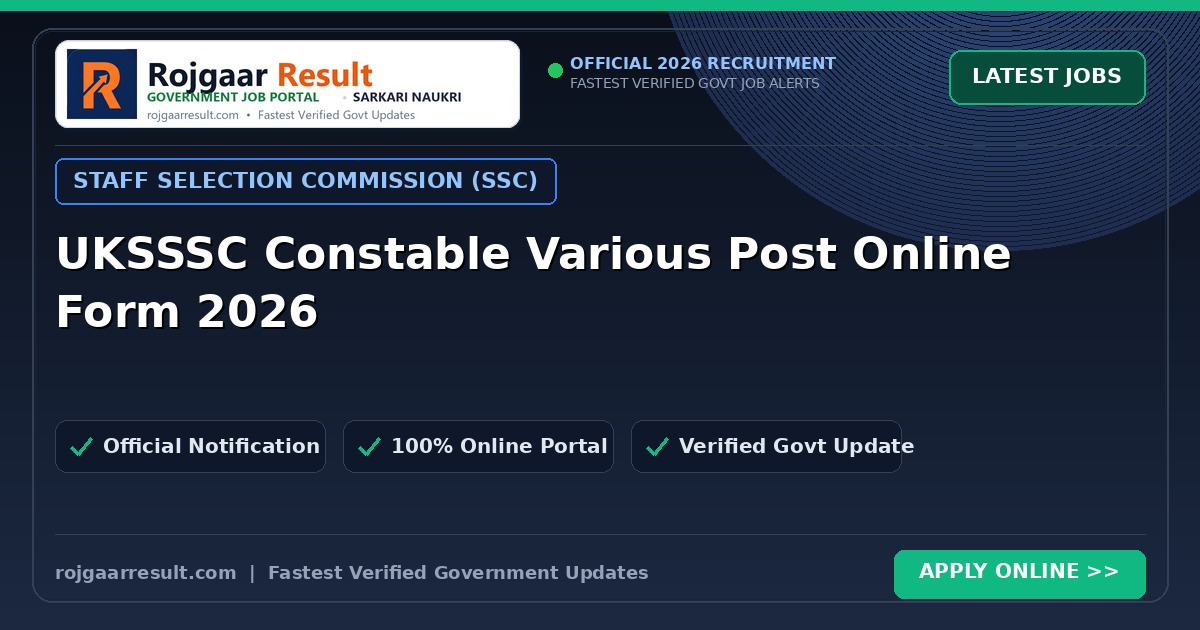 Rojgaar Result
GOVERNMENT JOB PORTAL • SARKARI NAUKRI
rojgaarresult.com • Fastest Verified Govt Updates
OFFICIAL 2026 RECRUITMENT
FASTEST VERIFIED GOVT JOB ALERTS
LATEST JOBS
STAFF SELECTION COMMISSION (SSC)
UKSSSC Constable Various Post Online
Form 2026
Official Notification
100% Online Portal
Verified Govt Update
rojgaarresult.com | Fastest Verified Government Updates
APPLY ONLINE >>